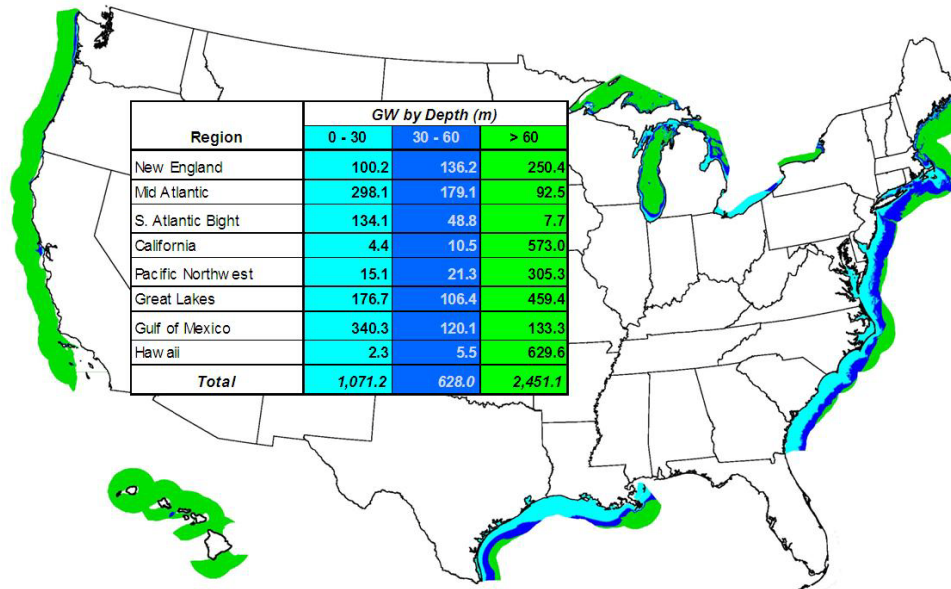 GW by Depth (m)
Region 0 - 30 30 - 60 > 60
New England 100.2 136.2 250.4
Mid Atlantic 298.1 179.1 92.5
S. Atlantic Bight 134.1 48.8 7.7
California 4.4 10.5 573.0
Pacific Northwest 15.1 21.3 305.3
Great Lakes 176.7 106.4 459.4
Gulf of Mexico 340.3 120.1 133.3
Hawaii 2.3 5.5 629.6
Total 1,071.2 628.0 2,451.1